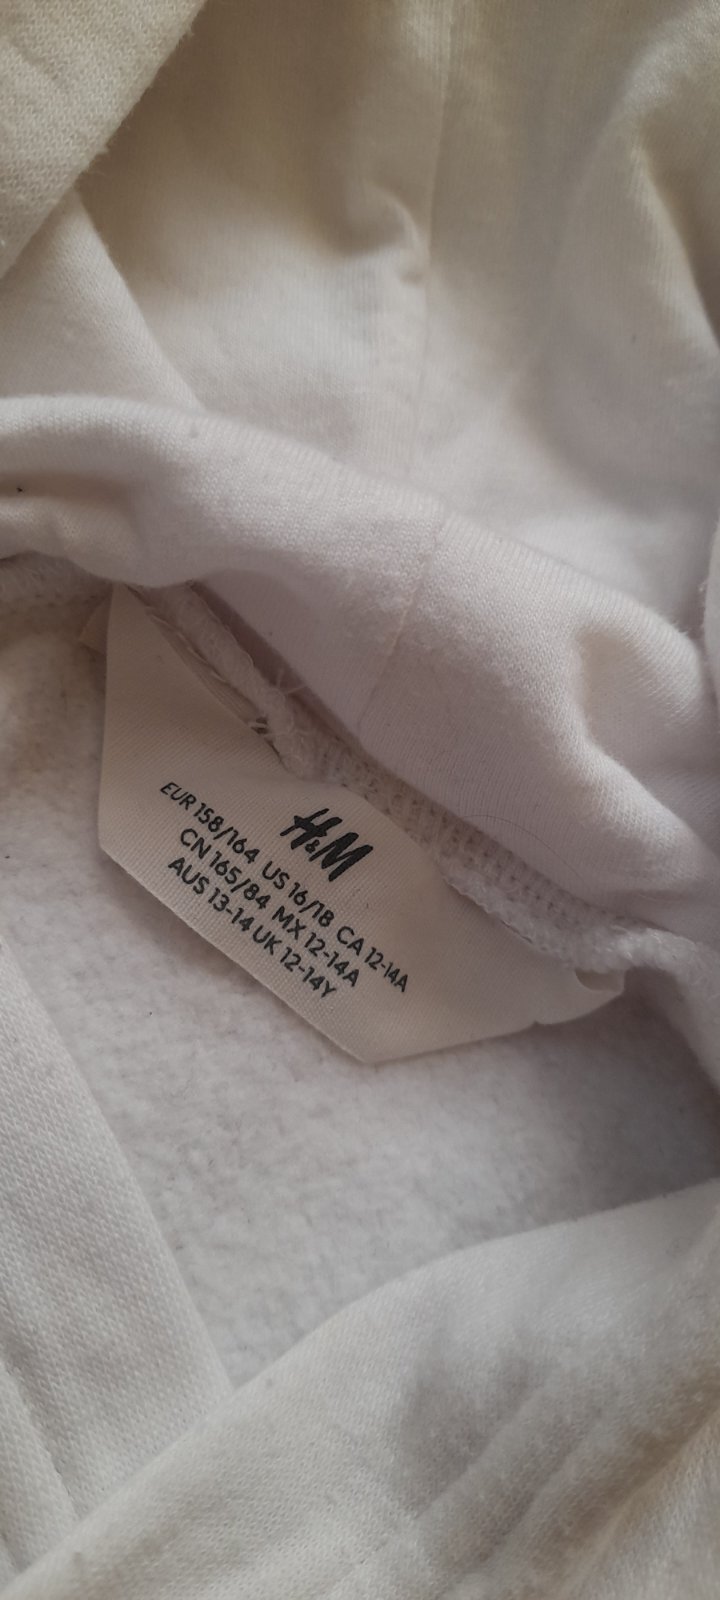 H&M
EUR 158/164 US 16/18 CA 12-14A
CN 165/84 MX 12-14A
AUS 13-14 UK 12-14Y